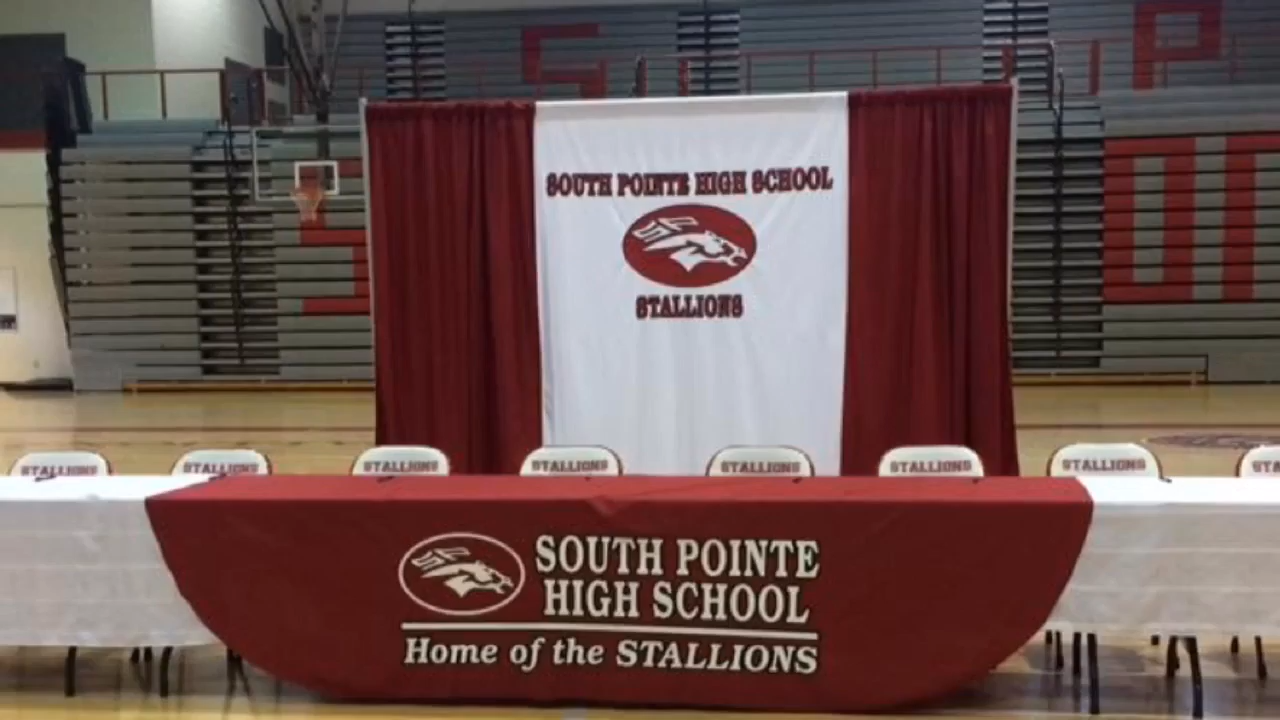 S P
S OU
SOUTH POINTE HIGH SCHOOL
STALLIONS
STALLIONS STALLIONS STALLIONS STALLIONS STALLIONS STALLIONS STALLIONS
SOUTH POINTE
HIGH SCHOOL
Home of the STALLIONS